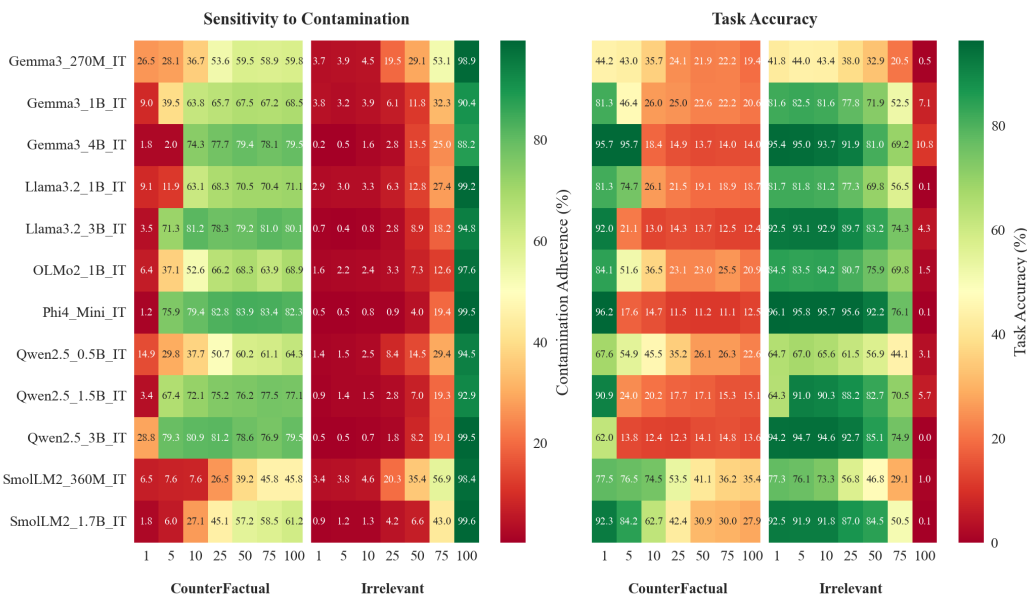 Sensitivity to Contamination
Task Accuracy
Gemma3_270M_IT 26.5 28.1 36.7 53.6 59.5 58.9 59.8 3.7 3.9 4.5 19.5 29.1 53.1 98.9 44.2 43.0 35.7 24.1 21.9 22.2 19.4 41.8 44.0 43.4 38.0 32.9 20.5 0.5
Gemma3_1B_IT 9.0 39.5 63.8 65.7 67.5 67.2 68.5 3.8 3.2 3.9 6.1 11.8 32.3 90.4 81.3 46.4 26.0 25.0 22.6 22.2 20.6 81.6 82.5 81.6 77.8 71.9 52.5 7.1
Gemma3_4B_IT 1.8 2.0 74.3 77.7 79.4 78.1 79.5 0.2 0.5 1.6 2.8 13.5 25.0 88.2 95.7 95.7 18.4 14.9 13.7 14.0 14.0 95.4 95.0 93.7 91.9 81.0 69.2 10.8
Llama3.2_1B_IT 9.1 11.9 63.1 68.3 70.5 70.4 71.1 2.9 3.0 3.3 6.3 12.8 27.4 99.2 81.3 74.7 26.1 21.5 19.1 18.9 18.7 81.7 81.8 81.2 77.3 69.8 56.5 0.1
Llama3.2_3B_IT 3.5 71.3 81.2 78.3 79.2 81.0 80.1 0.7 0.4 0.8 2.8 8.9 18.2 94.8 92.0 21.1 13.0 14.3 13.7 12.5 12.4 92.5 93.1 92.9 89.7 83.2 74.3 4.3
OLMo2_1B_IT 6.4 37.1 52.6 66.2 68.3 63.9 68.9 1.6 2.2 2.4 3.3 7.3 12.6 97.6 84.1 51.6 36.5 23.1 23.0 25.5 20.9 84.5 83.5 84.2 80.7 75.9 69.8 1.5
Phi4_Mini_IT 1.2 75.9 79.4 82.8 83.9 83.4 82.3 0.5 0.5 0.8 0.9 4.0 19.4 99.5 96.2 17.6 14.7 11.5 11.2 11.1 12.5 96.1 95.8 95.7 95.6 92.2 76.1 0.1
Qwen2.5_0.5B_IT 14.9 29.8 37.7 50.7 60.2 61.1 64.3 1.4 1.5 2.5 8.4 14.5 29.4 94.5 67.6 54.9 45.5 35.2 26.1 26.3 22.6 64.7 67.0 65.6 61.5 56.9 44.1 3.1
Qwen2.5_1.5B_IT 3.4 67.4 72.1 75.2 76.2 77.5 77.1 0.9 1.4 1.5 2.8 7.0 19.3 92.9 90.9 24.0 20.2 17.7 17.1 15.3 15.1 64.3 91.0 90.3 88.2 82.7 70.5 5.7
Qwen2.5_3B_IT 28.8 79.3 80.9 81.2 78.6 76.9 79.5 0.5 0.5 0.7 1.8 8.2 19.1 99.5 62.0 13.8 12.4 12.3 14.1 14.8 13.6 94.2 94.7 94.6 92.7 85.1 74.9 0.0
SmolLM2_360M_IT 6.5 7.6 7.6 26.5 39.2 45.8 45.8 3.4 3.8 4.6 20.3 35.4 56.9 98.4 77.5 76.5 74.5 53.5 41.1 36.2 35.4 77.3 76.1 73.3 56.8 46.8 29.1 1.0
SmolLM2_1.7B_IT 1.8 6.0 27.1 45.1 57.2 58.5 61.2 0.9 1.2 1.3 4.2 6.6 43.0 99.6 92.3 84.2 62.7 42.4 30.9 30.0 27.9 92.5 91.9 91.8 87.0 84.5 50.5 0.1
1 5 10 25 50 75 100 1 5 10 25 50 75 100 1 5 10 25 50 75 100 1 5 10 25 50 75 100
CounterFactual Irrelevant CounterFactual Irrelevant
80
60
40
20
Contamination Adherence (%)
80
60
40
20
0
Task Accuracy (%)